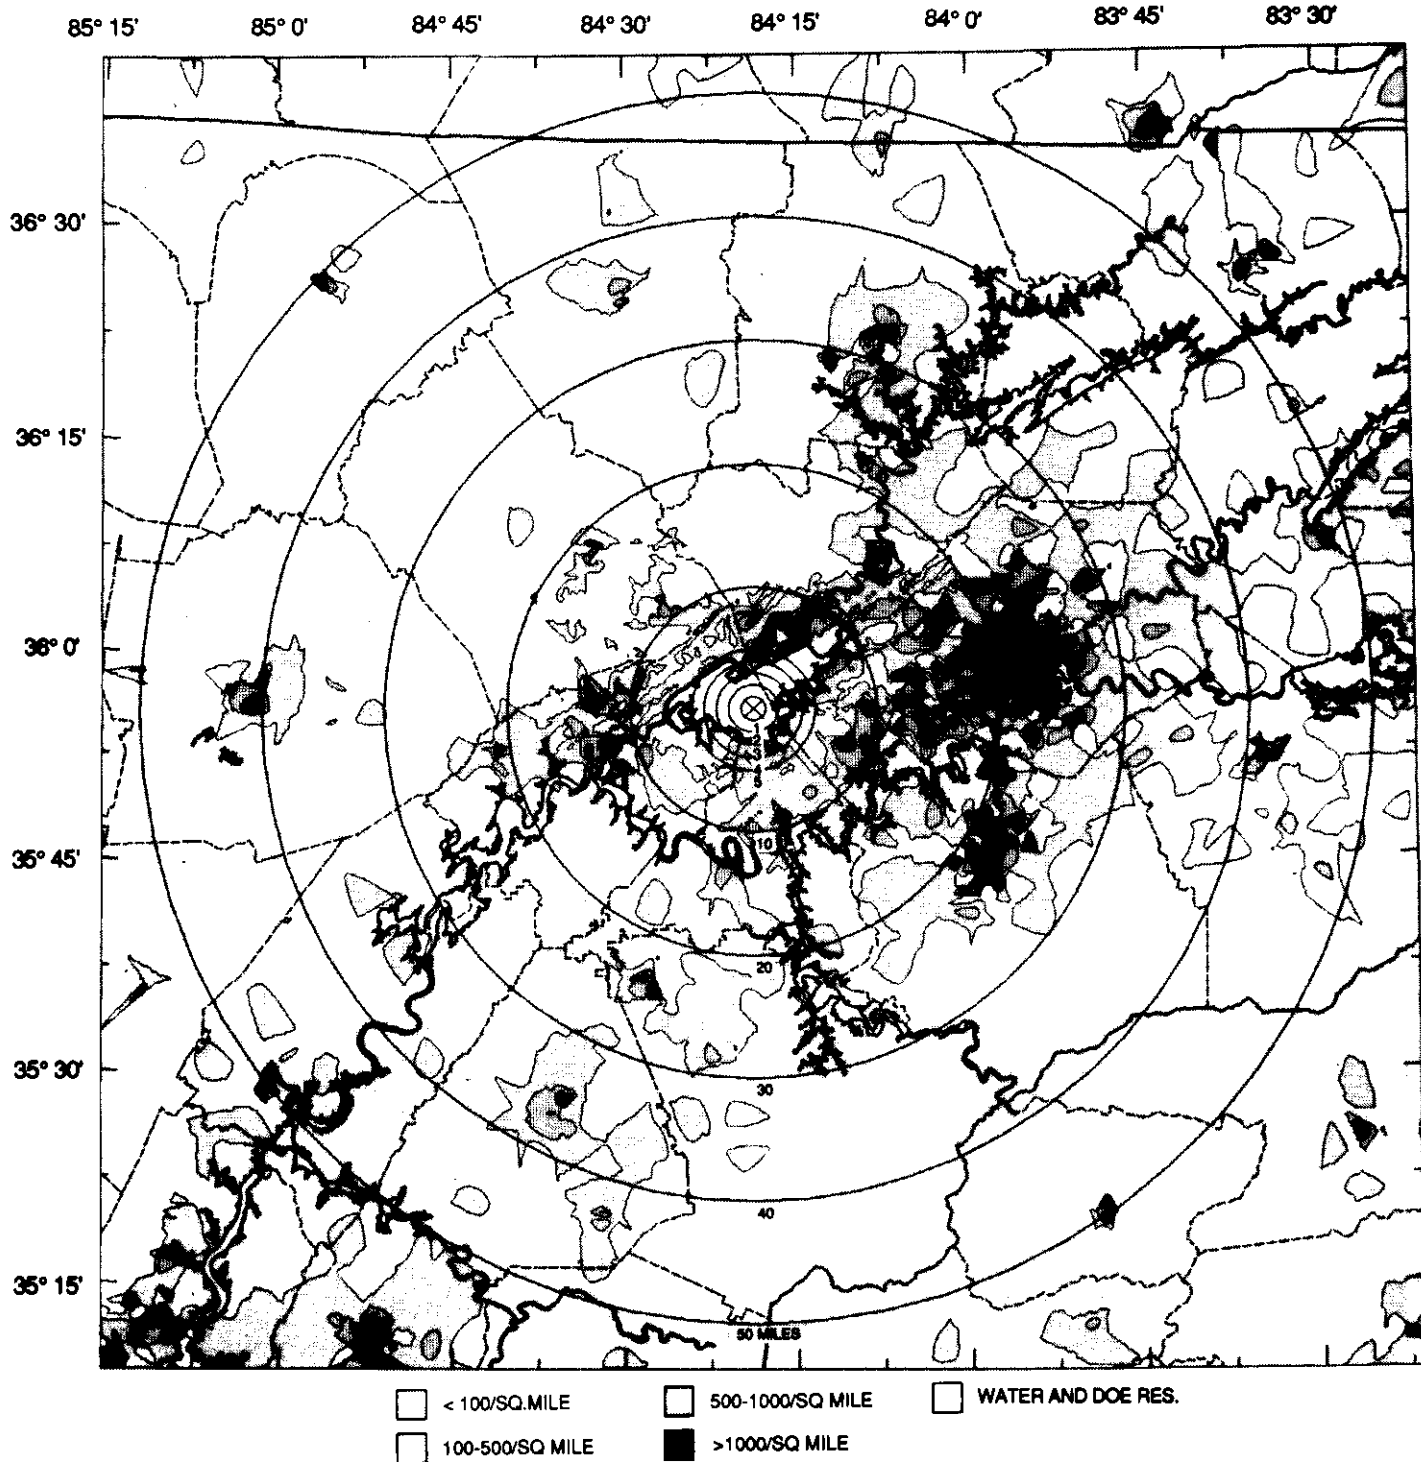 85° 15' 85° 0' 84° 45' 84° 30' 84° 15' 84° 0' 83° 45' 83° 30'
36° 30'
36° 15'
36° 0'
35° 45'
10
20
30
35° 30'
40
35° 15'
50 MILES
< 100/SQ.MILE
500-1000/SQ MILE
WATER AND DOE RES.
100-500/SQ MILE
>1000/SQ MILE